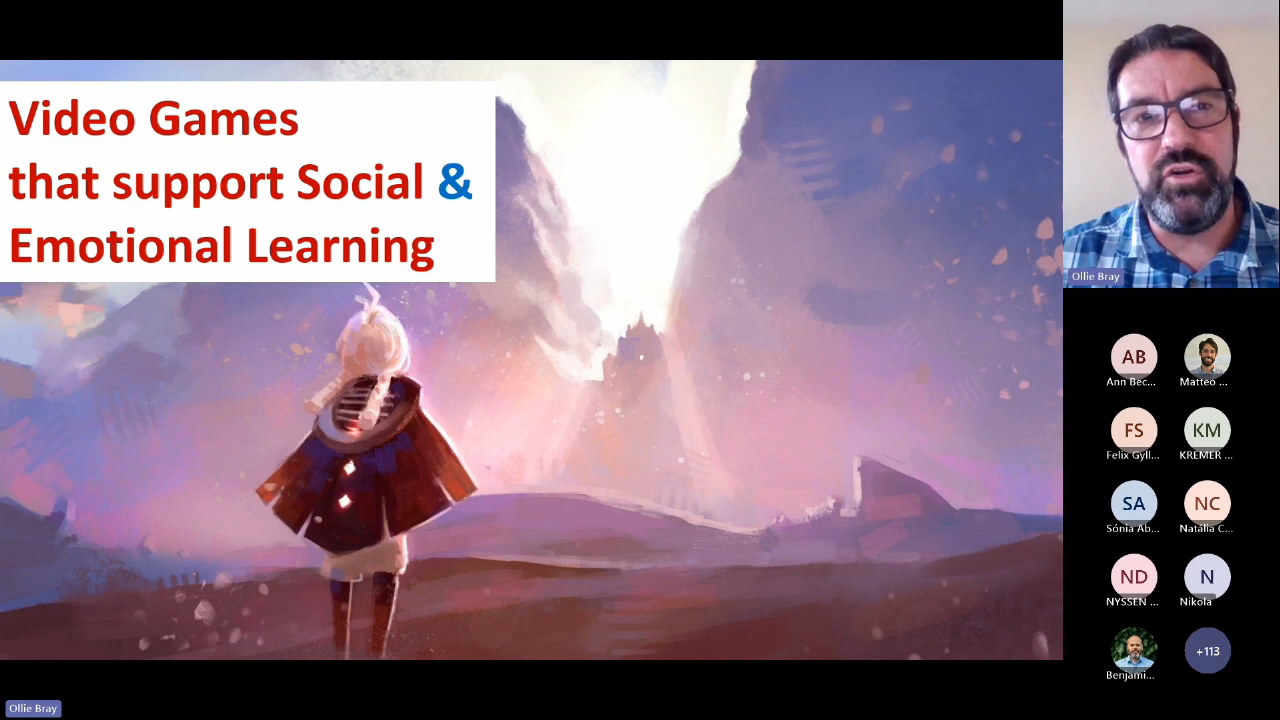 Video Games
that support Social &
Emotional Learning
Ollie Bray
AB
Ann Bec...
Matteo ...
FS
Felix Gyll...
KM
KREMER ...
SA
Sónia Ab...
NC
Natália C...
ND
NYSSEN ...
N
Nikola
Benjami...
+113
Ollie Bray